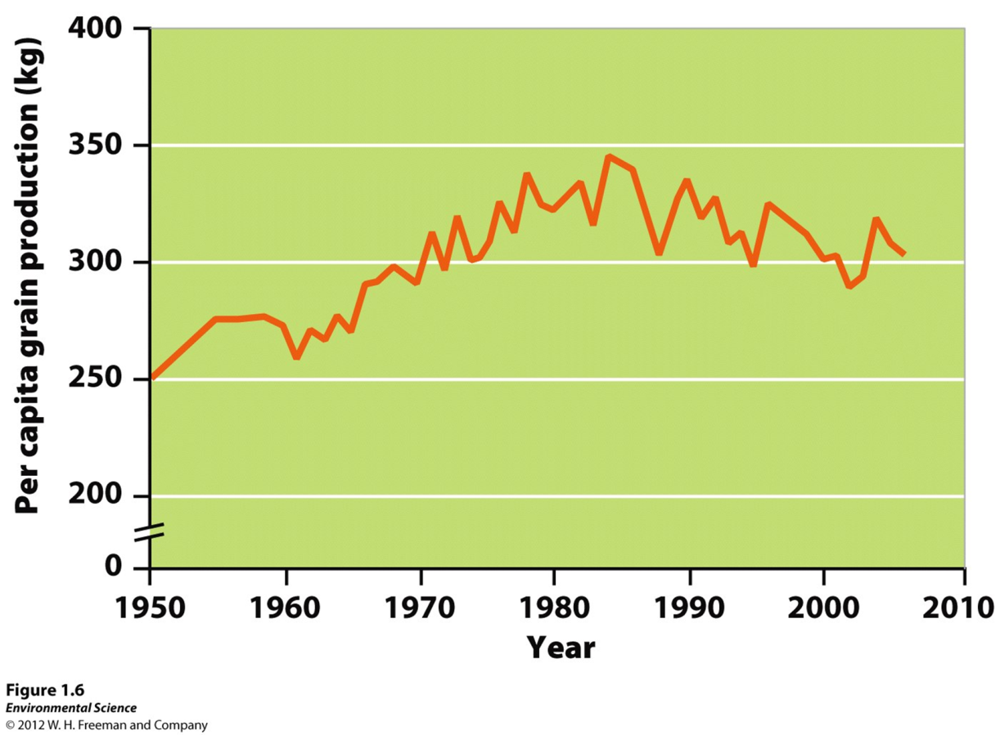 Per capita grain production (kg)
400
350
300
250
200
0
1950 1960 1970 1980 1990 2000 2010
Year
Figure 1.6
Environmental Science
© 2012 W. H. Freeman and Company